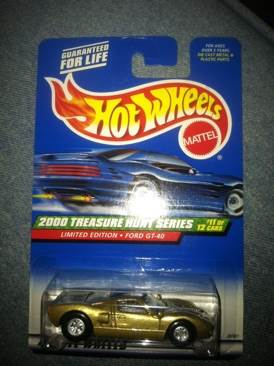 GUARANTEED
FOR LIFE
FOR AGES
OVER 3 YEARS.
DIE CAST METAL &
PLASTIC PARTS
HOT WHEELS
MATTEL
2000 TREASURE HUNT SERIES
#11 OF
12 CARS
LIMITED EDITION • FORD GT-40